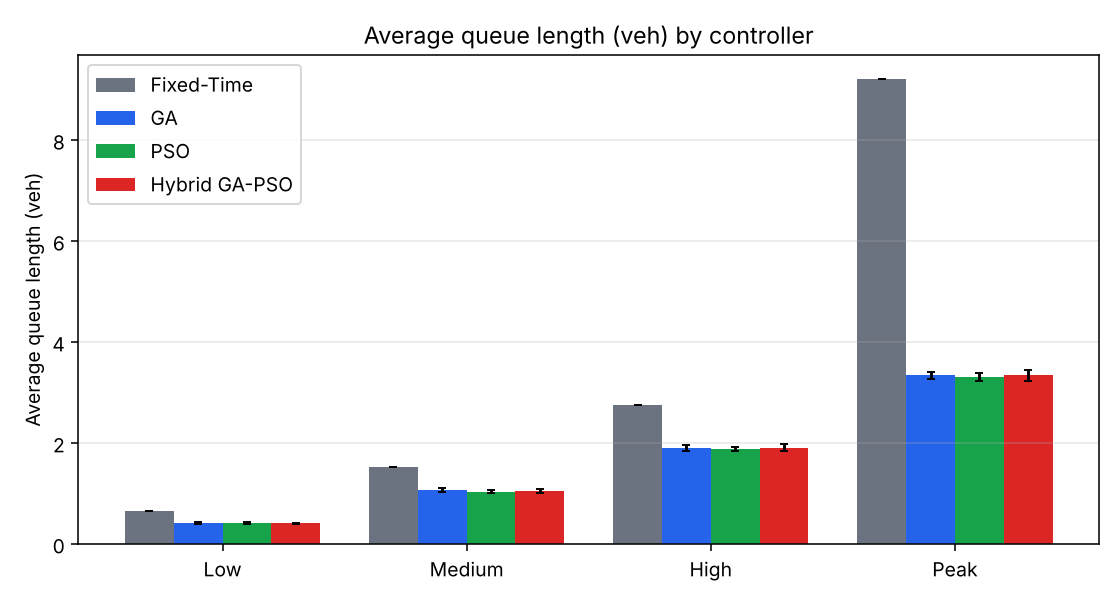 Average queue length (veh) by controller
Fixed-Time
GA
PSO
Hybrid GA-PSO
Average queue length (veh)
8
6
4
2
0
Low
Medium
High
Peak